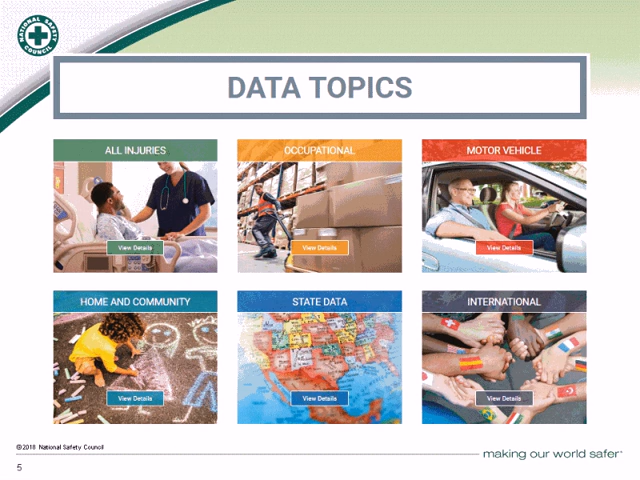 NATIONAL SAFETY
COUNCIL
DATA TOPICS
ALL INJURIES
View Details
OCCUPATIONAL
View Details
MOTOR VEHICLE
View Details
HOME AND COMMUNITY
View Details
STATE DATA
View Details
INTERNATIONAL
View Details
©2018 National Safety Council
making our world safer
5